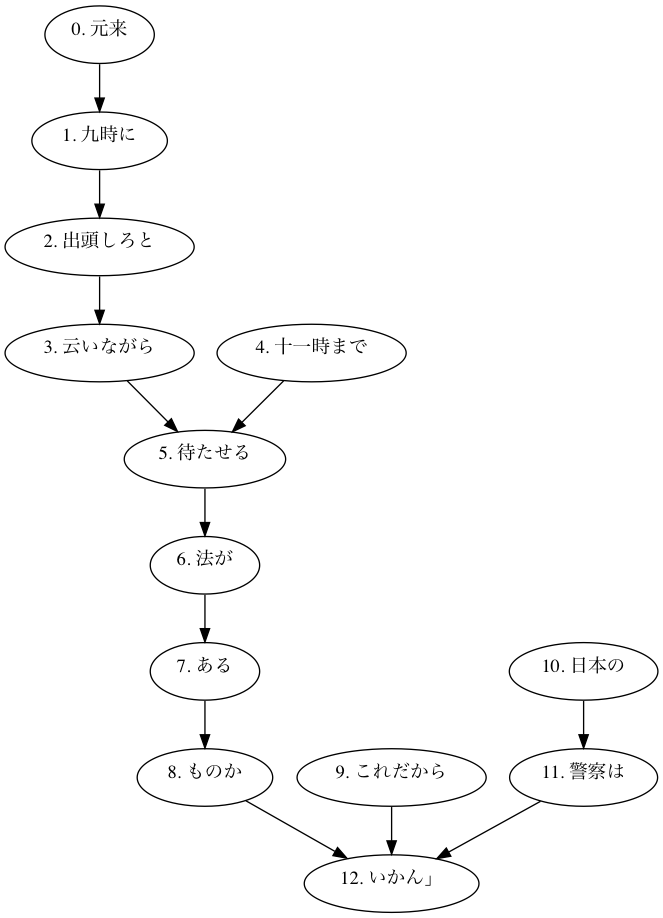 0. 元来
1. 九時に
2. 出頭しろと
3. 云いながら
4. 十一時まで
5. 待たせる
6. 法が
7. ある
10. 日本の
8. ものか
9. これだから
11. 警察は
12. いかん」